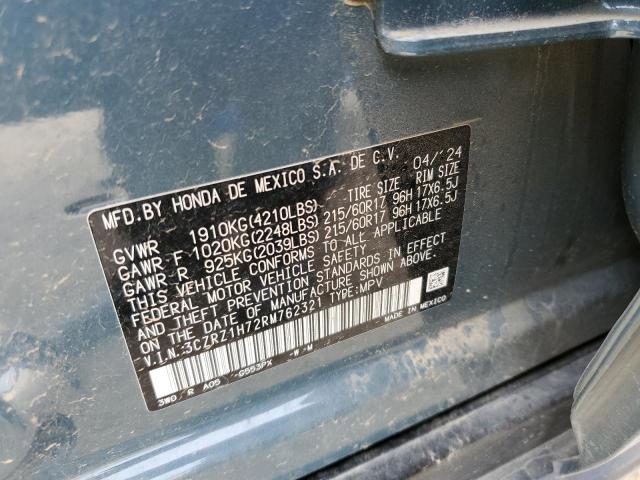 MFD.BY HONDA DE MEXICO S.A. DE C.V. 04/'24
TIRE SIZE RIM SIZE
GVWR 1910KG(4210LBS)
GAWR-F 1020KG(2248LBS) 215/60R17 96H 17X6.5J
GAWR-R 925KG(2039LBS) 215/60R17 96H 17X6.5J
THIS VEHICLE CONFORMS TO ALL APPLICABLE
FEDERAL MOTOR VEHICLE SAFETY
AND THEFT PREVENTION STANDARDS IN EFFECT
ON THE DATE OF MANUFACTURE SHOWN ABOVE.
V.I.N.:3CZRZ1H72RM762321 TYPE:MPV
MADE IN MEXICO
3WD / R A05 -G553PX -W-M